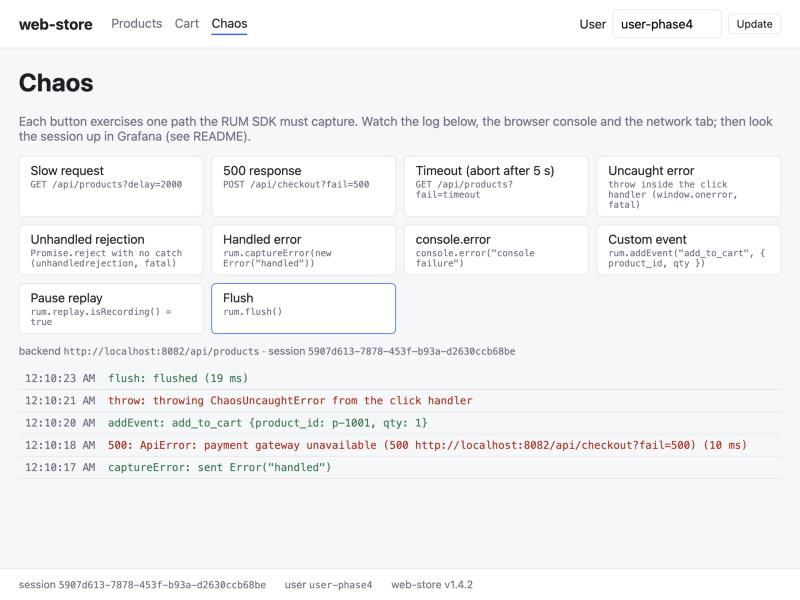 web-store Products Cart Chaos User user-phase4 Update
Chaos
Each button exercises one path the RUM SDK must capture. Watch the log below, the browser console and the network tab; then look
the session up in Grafana (see README).
Slow request
GET /api/products?delay=2000
500 response
POST /api/checkout?fail=500
Timeout (abort after 5 s)
GET /api/products?
fail=timeout
Uncaught error
throw inside the click
handler (window.onerror,
fatal)
Unhandled rejection
Promise.reject with no catch
(unhandledrejection, fatal)
Handled error
rum.captureError(new
Error("handled"))
console.error
console.error("console
failure")
Custom event
rum.addEvent("add_to_cart", {
product_id, qty })
Pause replay
rum.replay.isRecording() =
true
Flush
rum.flush()
backend http://localhost:8082/api/products · session 5907d613-7878-453f-b93a-d2630ccb68be
12:10:23 AM flush: flushed (19 ms)
12:10:21 AM throw: throwing ChaosUncaughtError from the click handler
12:10:20 AM addEvent: add_to_cart {product_id: p-1001, qty: 1}
12:10:18 AM 500: ApiError: payment gateway unavailable (500 http://localhost:8082/api/checkout?fail=500) (10 ms)
12:10:17 AM captureError: sent Error("handled")
session 5907d613-7878-453f-b93a-d2630ccb68be user user-phase4 web-store v1.4.2